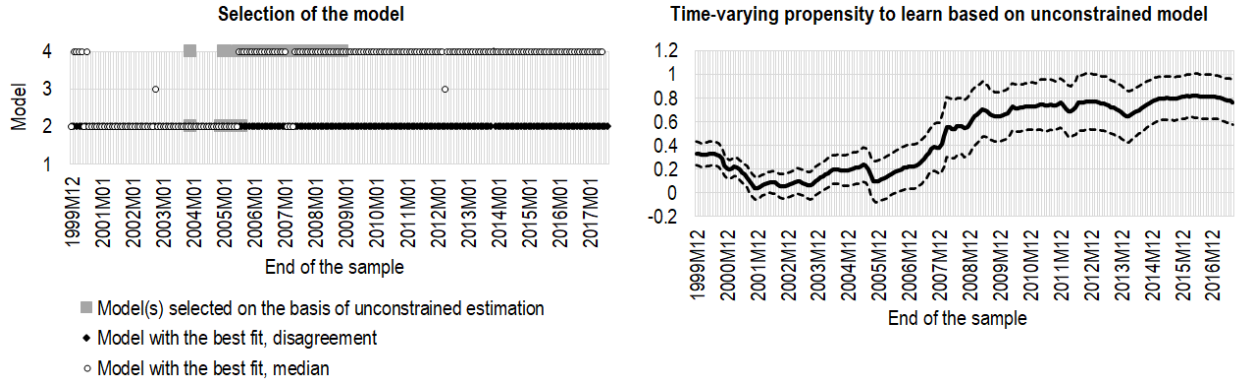 Selection of the model
4
3
2
1
Model
1999M12
2001M01
2002M01
2003M01
2004M01
2005M01
2006M01
2007M01
2008M01
2009M01
2010M01
2011M01
2012M01
2013M01
2014M01
2015M01
2016M01
2017M01
End of the sample
Model(s) selected on the basis of unconstrained estimation
Model with the best fit, disagreement
Model with the best fit, median
Time-varying propensity to learn based on unconstrained model
1.2
1
0.8
0.6
0.4
0.2
0
-0.2
1999M12
2000M12
2001M12
2002M12
2003M12
2004M12
2005M12
2006M12
2007M12
2008M12
2009M12
2010M12
2011M12
2012M12
2013M12
2014M12
2015M12
2016M12
End of the sample